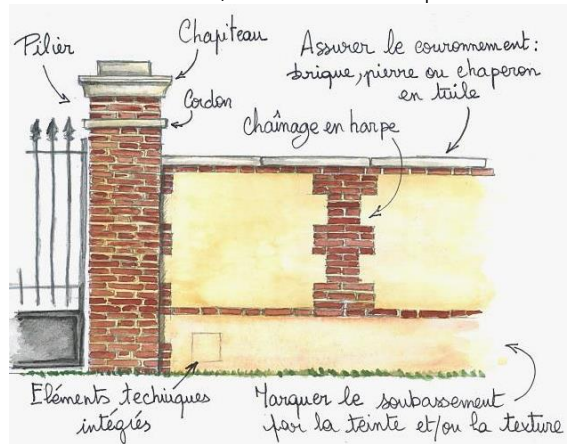 Pilier
Chapiteau
Cordon
Assurer le couronnement:
brique, pierre ou chaperon
en tuile
Chaînage en harpe
Eléments techniques
intégrés
Marquer le soubassement
par la teinte et/ou la texture